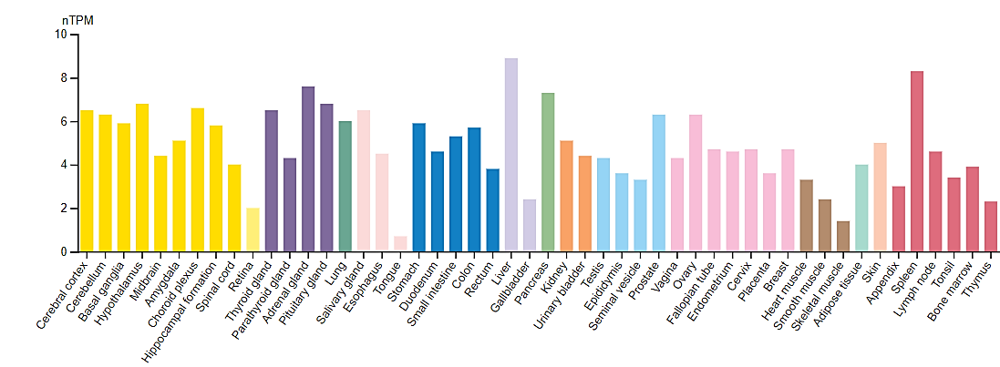 nTPM
10
8
6
4
2
0
Cerebral cortex
Cerebellum
Basal ganglia
Hypothalamus
Midbrain
Amygdala
Choroid plexus
Hippocampal formation
Spinal cord
Retina
Thyroid gland
Parathyroid gland
Adrenal gland
Pituitary gland
Lung
Salivary gland
Esophagus
Tongue
Stomach
Duodenum
Small intestine
Colon
Rectum
Liver
Gallbladder
Pancreas
Kidney
Urinary bladder
Testis
Epididymis
Seminal vesicle
Prostate
Vagina
Ovary
Fallopian tube
Endometrium
Cervix
Placenta
Breast
Heart muscle
Smooth muscle
Skeletal muscle
Adipose tissue
Skin
Appendix
Spleen
Lymph node
Tonsil
Bone marrow
Thymus